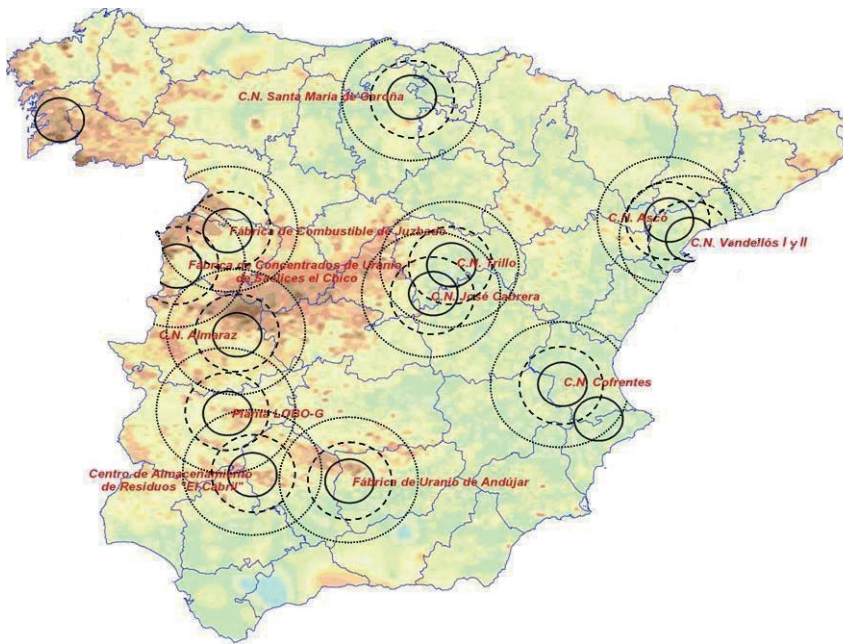 C.N. Santa María de Garoña
C.N. Ascó
C.N. Vandellós I y II
Fábrica de Combustible de Juzbado
Fábrica de Concentrados de Uranio
de Saelices el Chico
C.N. Trillo
C.N. José Cabrera
C.N. Almaraz
C.N. Cofrentes
Planta LOBO-G
Centro de Almacenamiento
de Residuos "El Cabril"
Fábrica de Uranio de Andújar